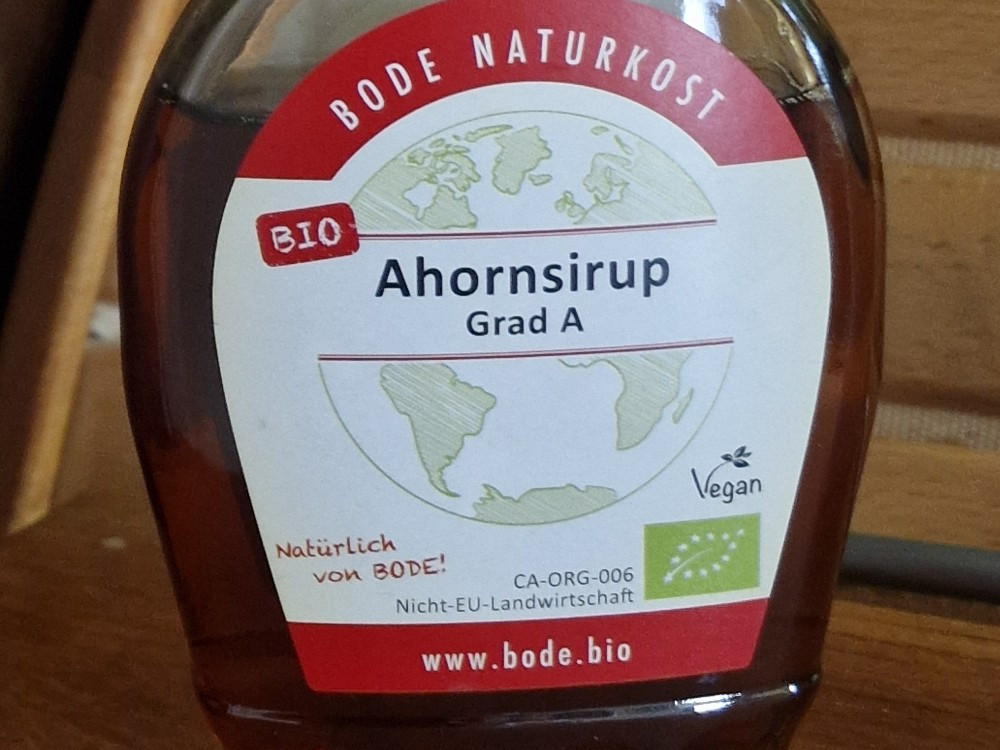 BODE NATURKOST
BIO
Ahornsirup
Grad A
Vegan
Natürlich
von BODE!
CA-ORG-006
Nicht-EU-Landwirtschaft
www.bode.bio